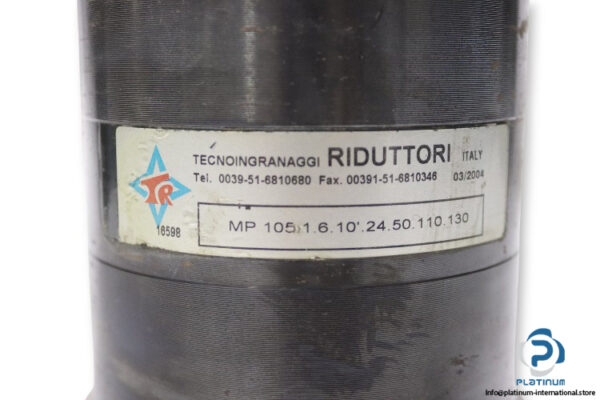 TECNOINGRANAGGI RIDUTTORI ITALY
Tel. 0039-51-6810680 Fax. 00391-51-6810346 03/2004
TR
16598
MP 105.1.6.10'.24.50.110.130
PLATINUM
Info@platinum-international.store